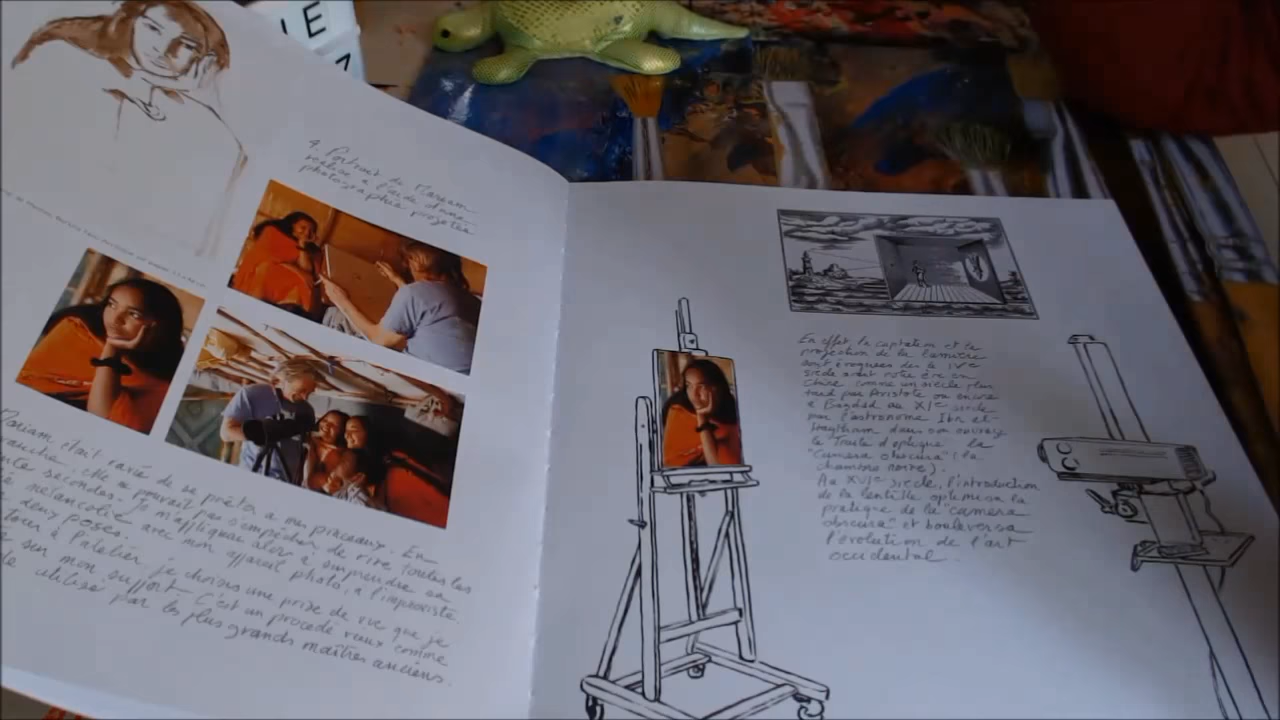 LE
A
4. Portrait de Mariam
réalisé à l'aide d'une
photographie projetée
Mariam était ravie de se prêter à mes pinceaux. En
revanche, elle ne pouvait pas s'empêcher de rire toutes les
secondes. Je m'appliquai alors à surprendre sa
mélancolie avec mon appareil photo, à l'improviste,
deux poses.
à l'atelier, je choisis une prise de vue que je
sur mon support. C'est un procédé vieux comme
utilisé par les plus grands maîtres anciens.
En effet, la captation et la
projection de la lumière
sont évoquées dès le IVe
siècle avant notre ère en
Chine comme un siècle plus
tard par Aristote ou encore
à Bagdad au XIe siècle
par l'astronome Ibn al-
Haytham dans son ouvrage
le Traité d'optique la
"camera obscura" (la
chambre noire).
Au XVIe siècle, l'introduction
de la lentille optimisa la
pratique de la "camera
obscura" et bouleversa
l'évolution de l'art
occidental.